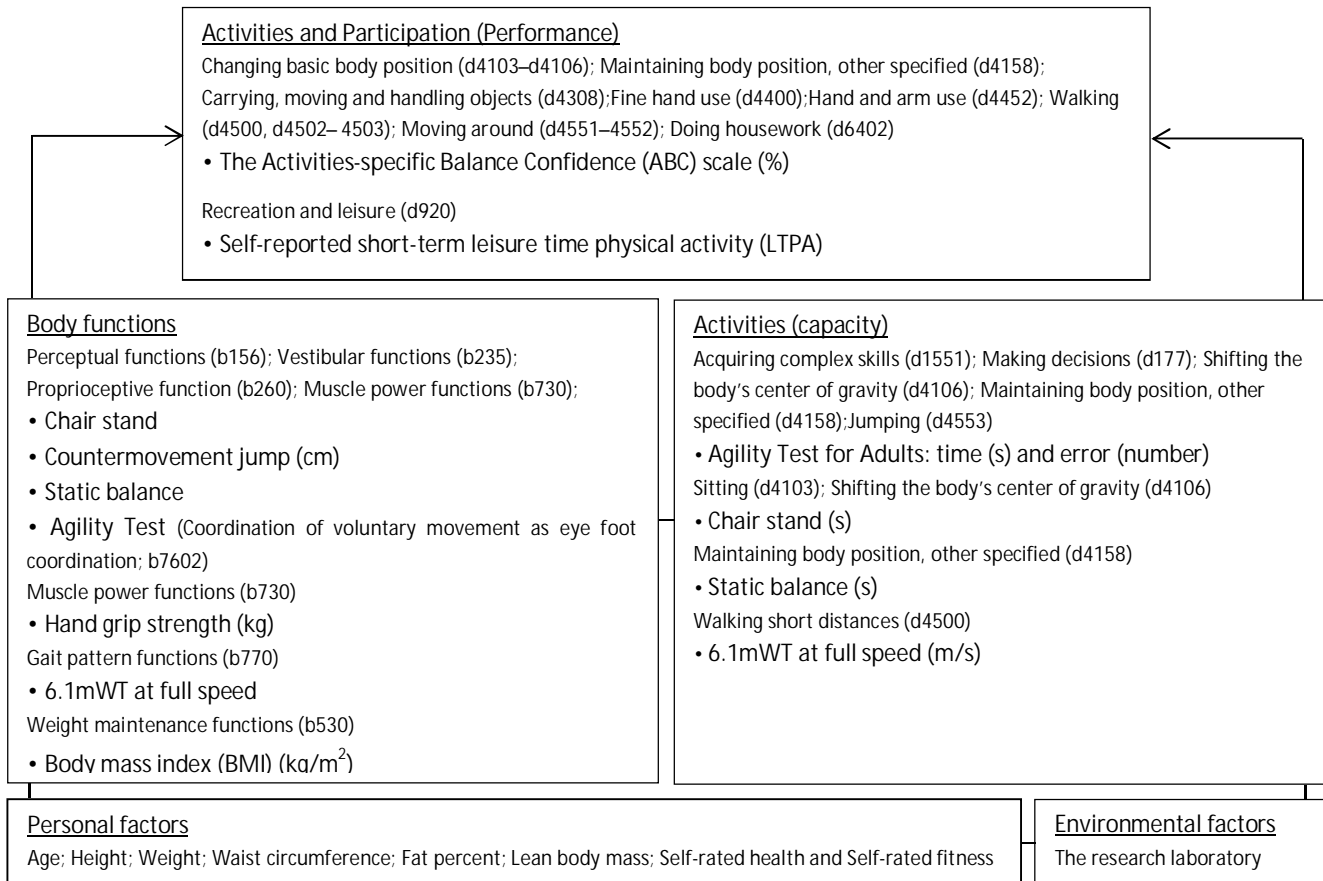 Activities and Participation (Performance)
Changing basic body position (d4103–d4106); Maintaining body position, other specified (d4158);
Carrying, moving and handling objects (d4308);Fine hand use (d4400);Hand and arm use (d4452); Walking
(d4500, d4502– 4503); Moving around (d4551–4552); Doing housework (d6402)
• The Activities-specific Balance Confidence (ABC) scale (%)
Recreation and leisure (d920)
• Self-reported short-term leisure time physical activity (LTPA)
Body functions
Perceptual functions (b156); Vestibular functions (b235);
Proprioceptive function (b260); Muscle power functions (b730);
• Chair stand
• Countermovement jump (cm)
• Static balance
• Agility Test (Coordination of voluntary movement as eye foot
coordination; b7602)
Muscle power functions (b730)
• Hand grip strength (kg)
Gait pattern functions (b770)
• 6.1mWT at full speed
Weight maintenance functions (b530)
• Body mass index (BMI) (kg/m²)
Activities (capacity)
Acquiring complex skills (d1551); Making decisions (d177); Shifting the
body's center of gravity (d4106); Maintaining body position, other
specified (d4158);Jumping (d4553)
• Agility Test for Adults: time (s) and error (number)
Sitting (d4103); Shifting the body's center of gravity (d4106)
• Chair stand (s)
Maintaining body position, other specified (d4158)
• Static balance (s)
Walking short distances (d4500)
• 6.1mWT at full speed (m/s)
Personal factors
Age; Height; Weight; Waist circumference; Fat percent; Lean body mass; Self-rated health and Self-rated fitness
Environmental factors
The research laboratory